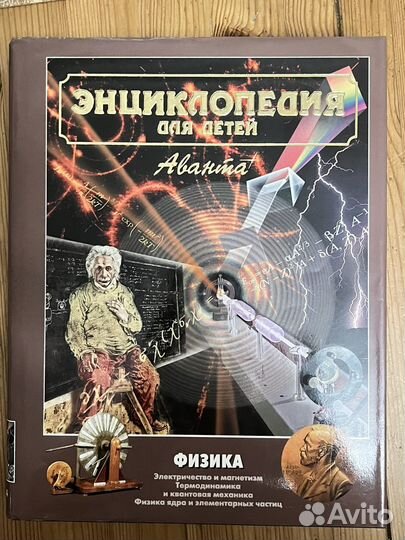 ЭНЦИКЛОПЕДИЯ
ДЛЯ ДЕТЕЙ
Аванта
ФИЗИКА
Электричество и магнетизм
Термодинамика
и квантовая механика
Физика ядра и элементарных частиц
Avito